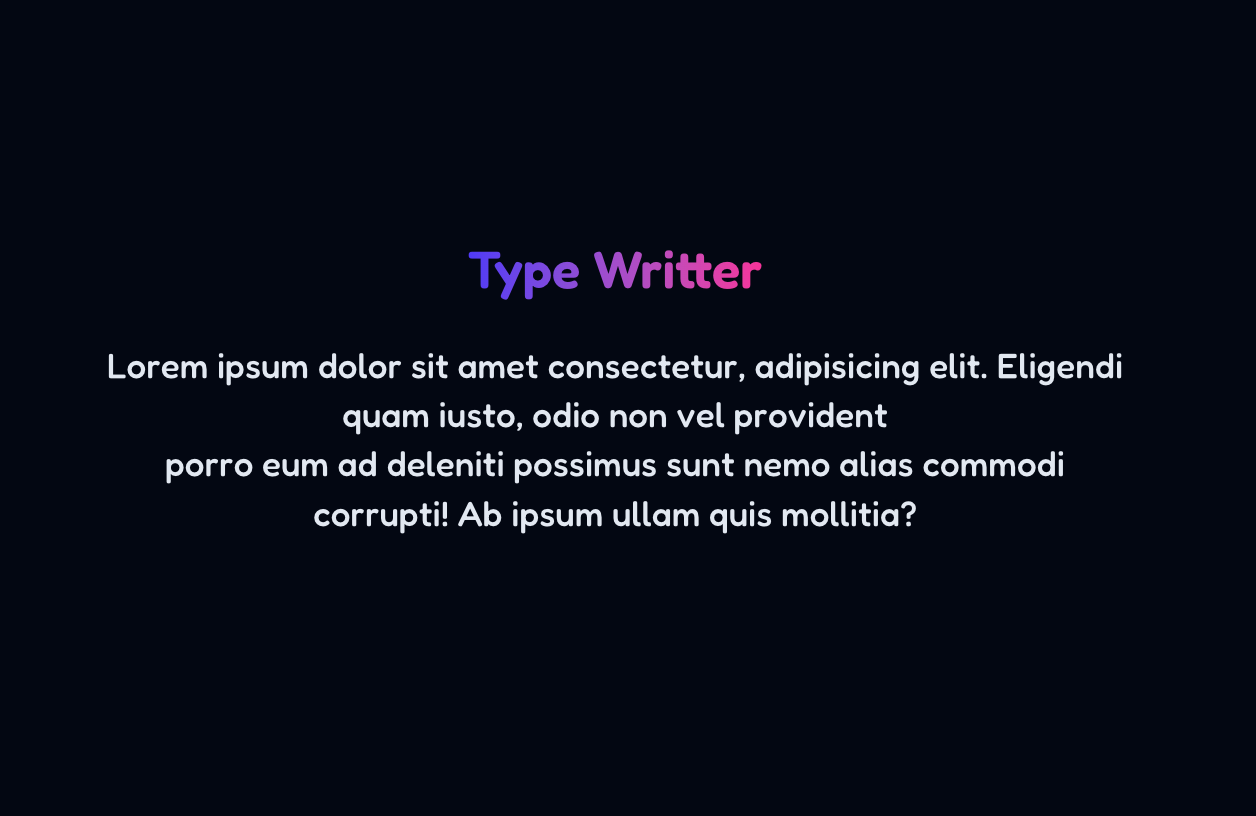 Type Writter
Lorem ipsum dolor sit amet consectetur, adipisicing elit. Eligendi
quam iusto, odio non vel provident
porro eum ad deleniti possimus sunt nemo alias commodi
corrupti! Ab ipsum ullam quis mollitia?